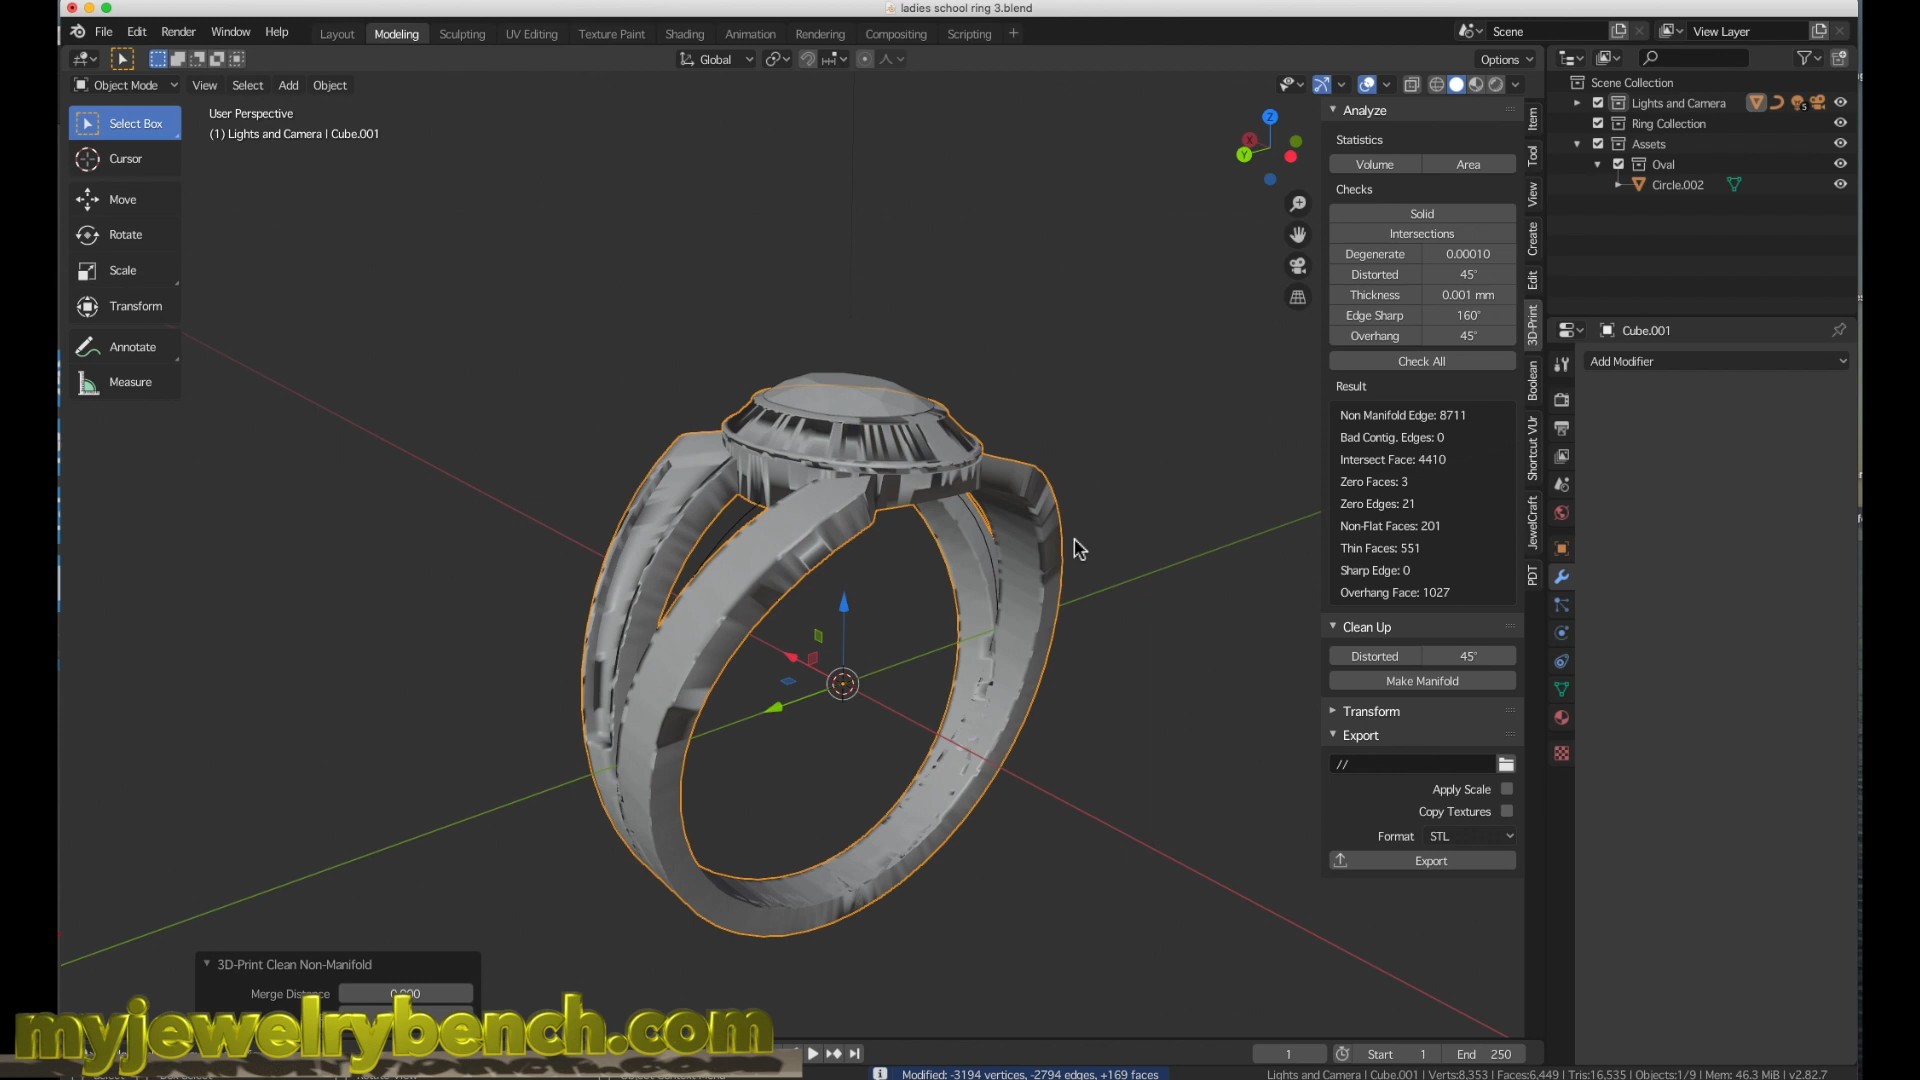 ladies school ring 3.blend
File Edit Render Window Help
Layout Modeling Sculpting UV Editing Texture Paint Shading Animation Rendering Compositing Scripting +
Scene
View Layer
Global
Options
Object Mode View Select Add Object
Select Box
Cursor
Move
Rotate
Scale
Transform
Annotate
Measure
User Perspective
(1) Lights and Camera | Cube.001
Z
X
Y
Analyze
Statistics
Volume Area
Checks
Solid
Intersections
Degenerate 0.00010
Distorted 45°
Thickness 0.001 mm
Edge Sharp 160°
Overhang 45°
Check All
Result
Non Manifold Edge: 8711
Bad Contig. Edges: 0
Intersect Face: 4410
Zero Faces: 3
Zero Edges: 21
Non-Flat Faces: 201
Thin Faces: 551
Sharp Edge: 0
Overhang Face: 1027
Clean Up
Distorted 45°
Make Manifold
Transform
Export
//
Apply Scale
Copy Textures
Format STL
Export
Item
Tool
View
Create
Edit
3D-Print
Boolean
Shortcut VUr
JewelCraft
PDT
Scene Collection
Lights and Camera 5
Ring Collection
Assets
Oval
Circle.002
Cube.001
Add Modifier
3D-Print Clean Non-Manifold
Merge Distance 0.000
myjewelrybench.com
1 Start 1 End 250
Modified: -3194 vertices, -2794 edges, +169 faces
Lights and Camera | Cube.001 | Verts:8,353 | Faces:6,449 | Tris:16,535 | Objects:1/9 | Mem: 46.3 MiB | v2.82.7